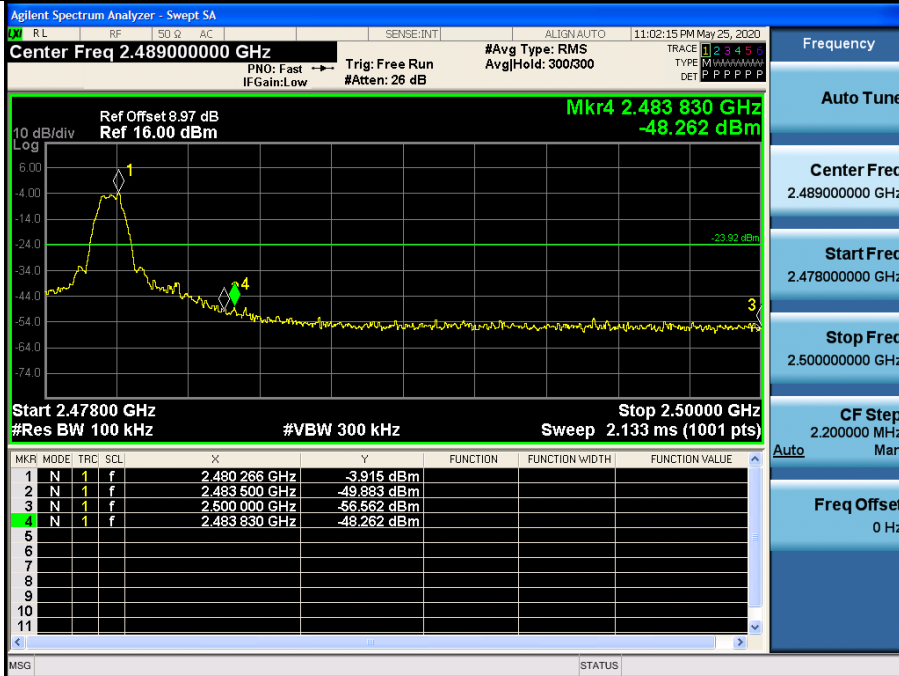 Agilent Spectrum Analyzer - Swept SA
LXI RL RF 50 Ω AC SENSE:INT ALIGN AUTO 11:02:15 PM May 25, 2020
Center Freq 2.489000000 GHz #Avg Type: RMS TRACE 1 2 3 4 5 6
PNO: Fast Trig: Free Run Avg|Hold: 300/300 TYPE M W W W W W
IFGain:Low #Atten: 26 dB DET P P P P P P
Mkr4 2.483 830 GHz
-48.262 dBm
Ref Offset 8.97 dB
10 dB/div Ref 16.00 dBm
Log
6.00
-4.00
-14.0
-24.0
-34.0
-44.0
-54.0
-64.0
-74.0
1
-23.92 dBm
4
3
Start 2.47800 GHz Stop 2.50000 GHz
#Res BW 100 kHz #VBW 300 kHz Sweep 2.133 ms (1001 pts)
MKR MODE TRC SCL X Y FUNCTION FUNCTION WIDTH FUNCTION VALUE
1 N 1 f 2.480 266 GHz -3.915 dBm
2 N 1 f 2.483 500 GHz -49.883 dBm
3 N 1 f 2.500 000 GHz -56.562 dBm
4 N 1 f 2.483 830 GHz -48.262 dBm
5
6
7
8
9
10
11
MSG STATUS
Frequency
Auto Tune
Center Freq
2.489000000 GHz
Start Freq
2.478000000 GHz
Stop Freq
2.500000000 GHz
CF Step
2.200000 MHz
Auto Man
Freq Offset
0 Hz